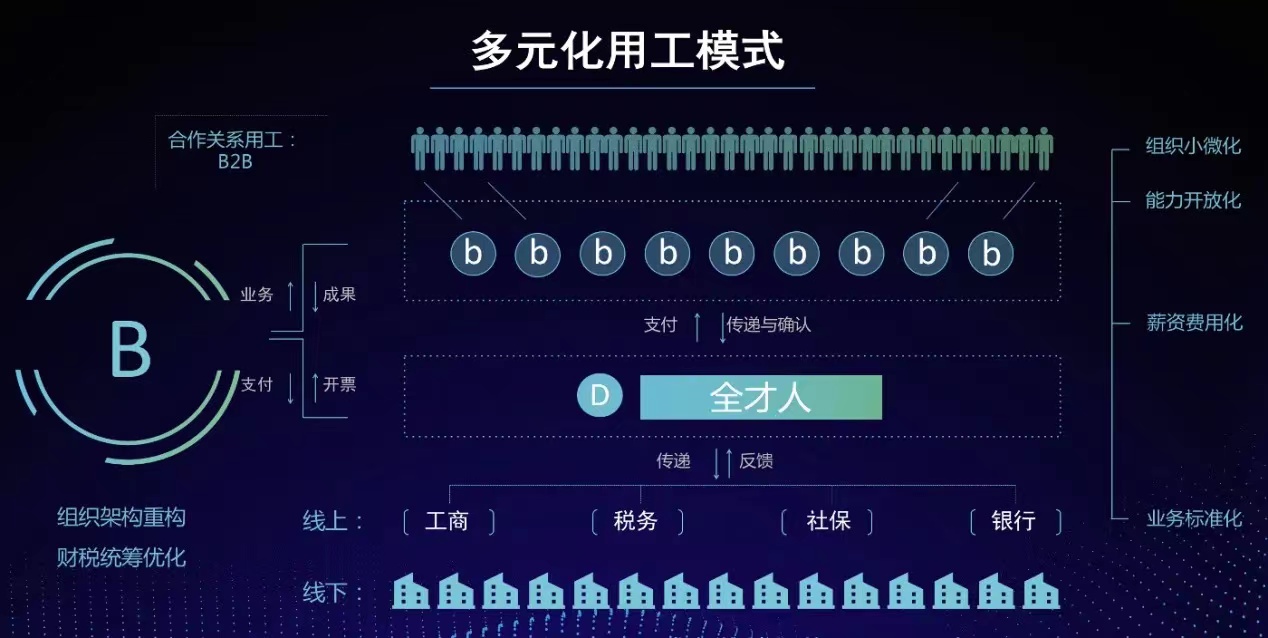 多元化用工模式
合作关系用工：
B2B
组织小微化
能力开放化
b b b b b b b b b
业务 成果
B
支付 传递与确认
薪资费用化
支付 开票
D 全才人
传递 反馈
组织架构重构
财税统筹优化
线上： 工商 税务 社保 银行
业务标准化
线下：